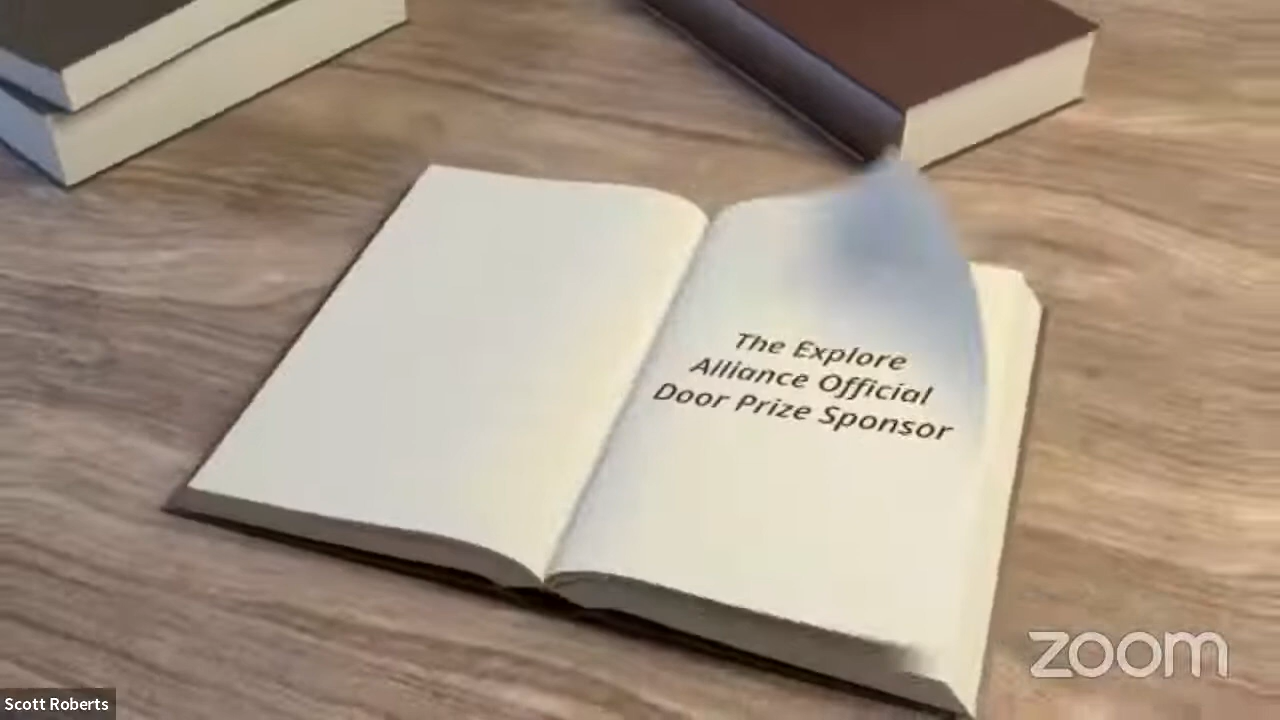 The Explore
Alliance Official
Door Prize Sponsor
zoom
Scott Roberts